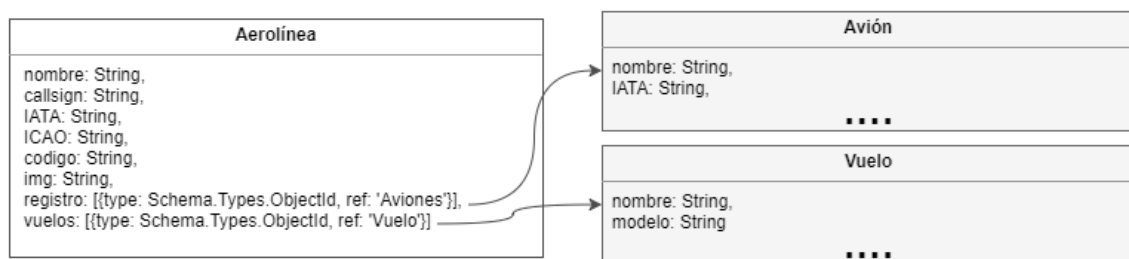 Aerolínea
nombre: String,
callsign: String,
IATA: String,
ICAO: String,
codigo: String,
img: String,
registro: [{type: Schema.Types.ObjectId, ref: 'Aviones'}],
vuelos: [{type: Schema.Types.ObjectId, ref: 'Vuelo'}]
Avión
nombre: String,
IATA: String,
....
Vuelo
nombre: String,
modelo: String
....